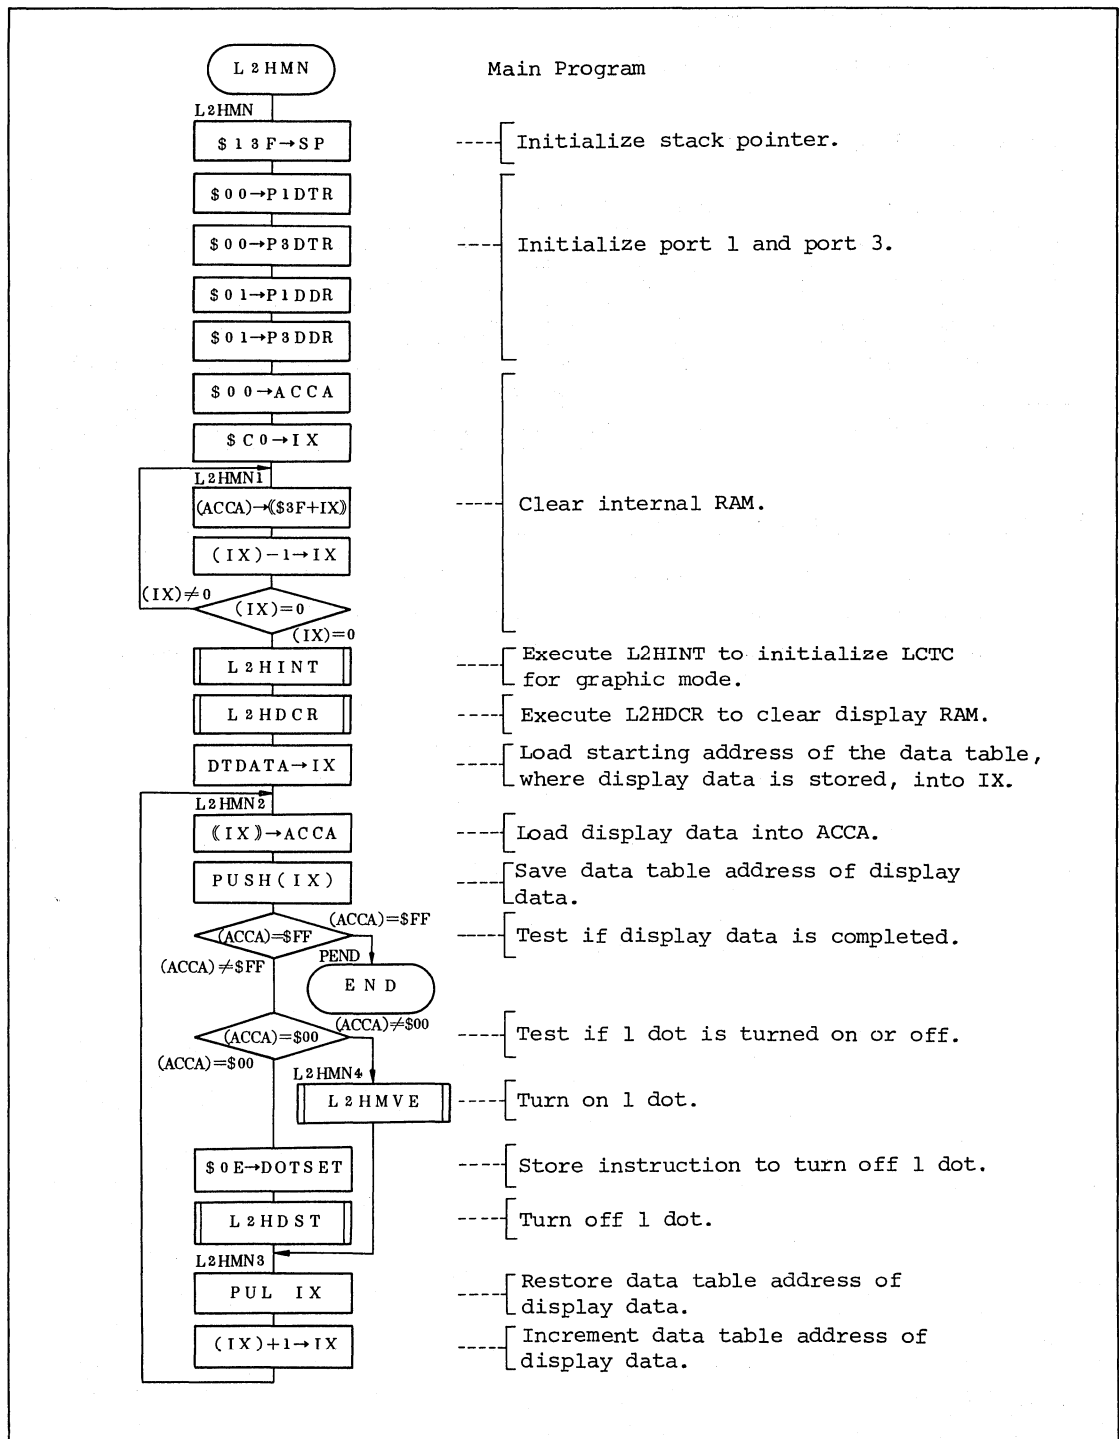 L2HMN Main Program
L2HMN
$13F→SP Initialize stack pointer.
$00→P1DTR
$00→P3DTR Initialize port 1 and port 3.
$01→P1DDR
$01→P3DDR
$00→ACCA
$C0→IX
L2HMN1
(ACCA)→⟪$3F+IX⟫ Clear internal RAM.
(IX)−1→IX
(IX)≠0
(IX)=0
(IX)=0
L2HINT Execute L2HINT to initialize LCTC
for graphic mode.
L2HDCR Execute L2HDCR to clear display RAM.
DTDATA→IX Load starting address of the data table,
where display data is stored, into IX.
L2HMN2
⟪IX⟫→ACCA Load display data into ACCA.
PUSH(IX) Save data table address of display
data.
(ACCA)=$FF
(ACCA)=$FF Test if display data is completed.
(ACCA)≠$FF
PEND
END
(ACCA)≠$00
(ACCA)=$00 Test if 1 dot is turned on or off.
(ACCA)=$00
L2HMN4
L2HMVE Turn on 1 dot.
$0E→DOTSET Store instruction to turn off 1 dot.
L2HDST Turn off 1 dot.
L2HMN3
PUL IX Restore data table address of
display data.
(IX)+1→IX Increment data table address of
display data.